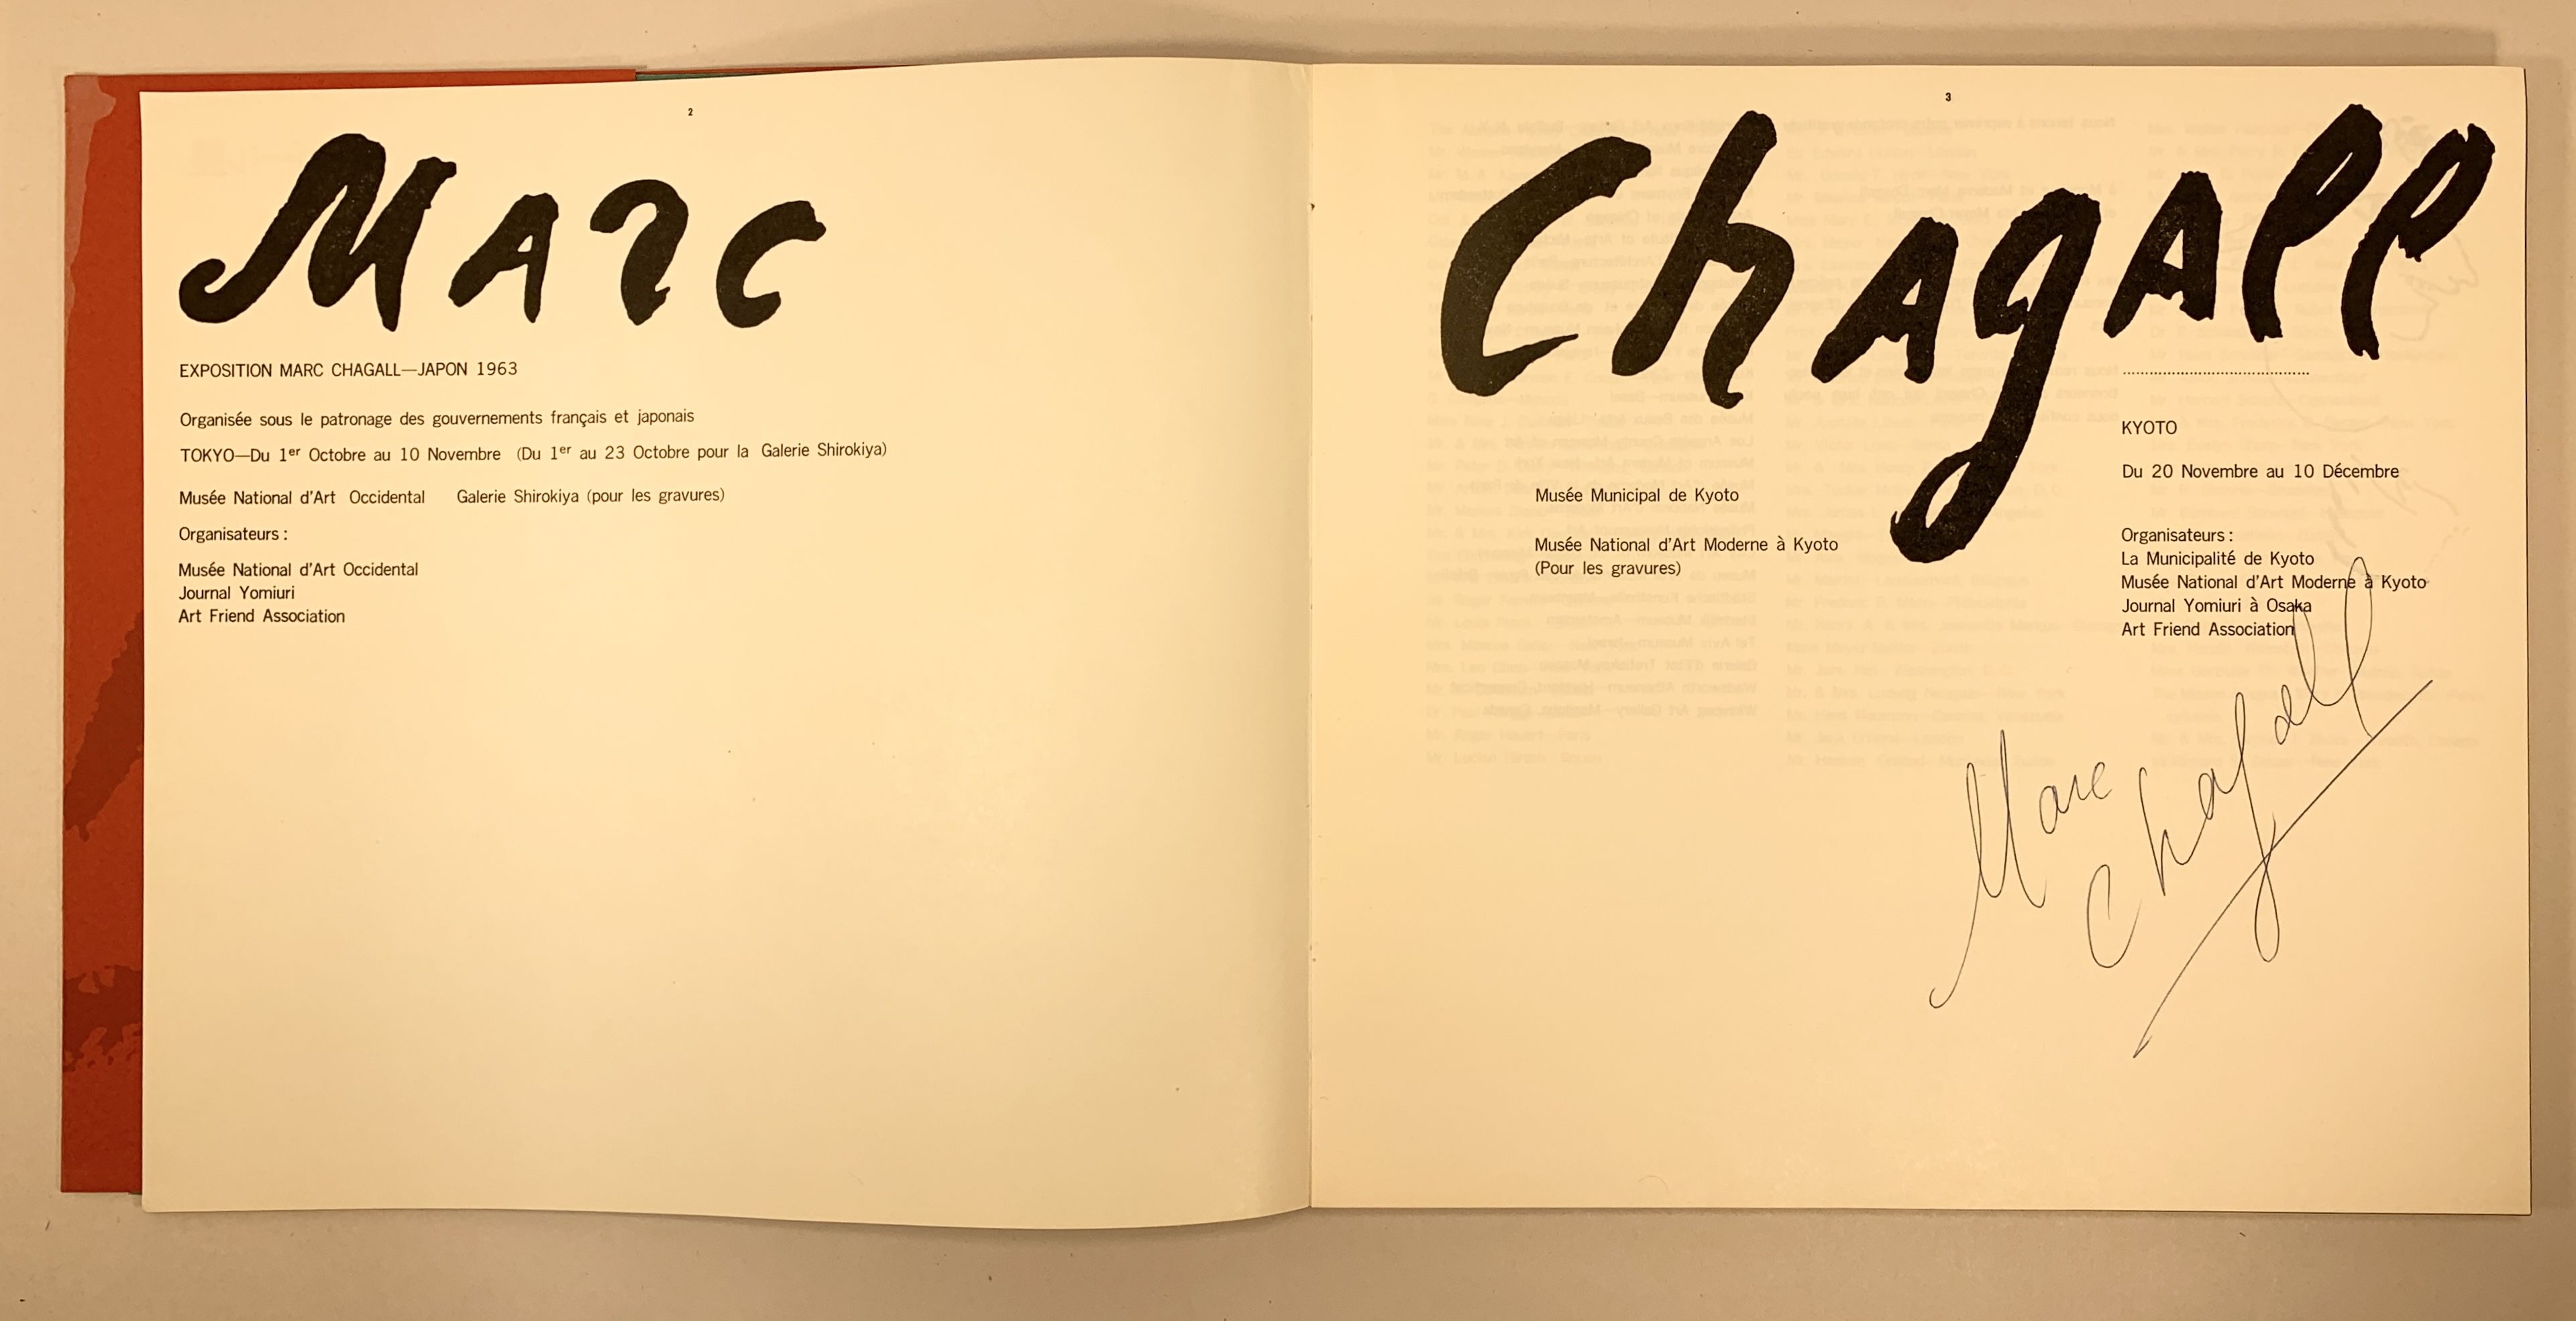 2
Marc
EXPOSITION MARC CHAGALL—JAPON 1963
Organisée sous le patronage des gouvernements français et japonais
TOKYO—Du 1er Octobre au 10 Novembre (Du 1er au 23 Octobre pour la Galerie Shirokiya)
Musée National d'Art Occidental Galerie Shirokiya (pour les gravures)
Organisateurs :
Musée National d'Art Occidental
Journal Yomiuri
Art Friend Association
3
Chagall
Musée Municipal de Kyoto
Musée National d'Art Moderne à Kyoto
(Pour les gravures)
KYOTO
Du 20 Novembre au 10 Décembre
Organisateurs :
La Municipalité de Kyoto
Musée National d'Art Moderne à Kyoto
Journal Yomiuri à Osaka
Art Friend Association
Marc
Chagall